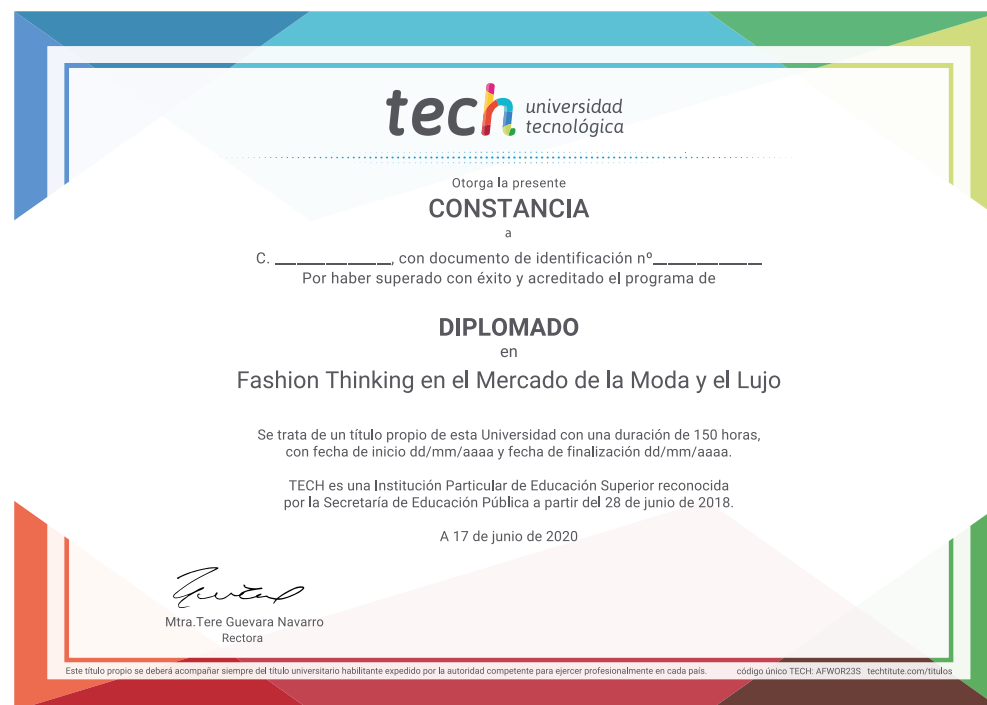 tech universidad
tecnológica
Otorga la presente
CONSTANCIA
a
C. ______________, con documento de identificación nº_____________
Por haber superado con éxito y acreditado el programa de
DIPLOMADO
en
Fashion Thinking en el Mercado de la Moda y el Lujo
Se trata de un título propio de esta Universidad con una duración de 150 horas,
con fecha de inicio dd/mm/aaaa y fecha de finalización dd/mm/aaaa.
TECH es una Institución Particular de Educación Superior reconocida
por la Secretaría de Educación Pública a partir del 28 de junio de 2018.
A 17 de junio de 2020
Mtra.Tere Guevara Navarro
Rectora
Este título propio se deberá acompañar siempre del título universitario habilitante expedido por la autoridad competente para ejercer profesionalmente en cada país. código único TECH: AFWOR23S techtitute.com/titulos